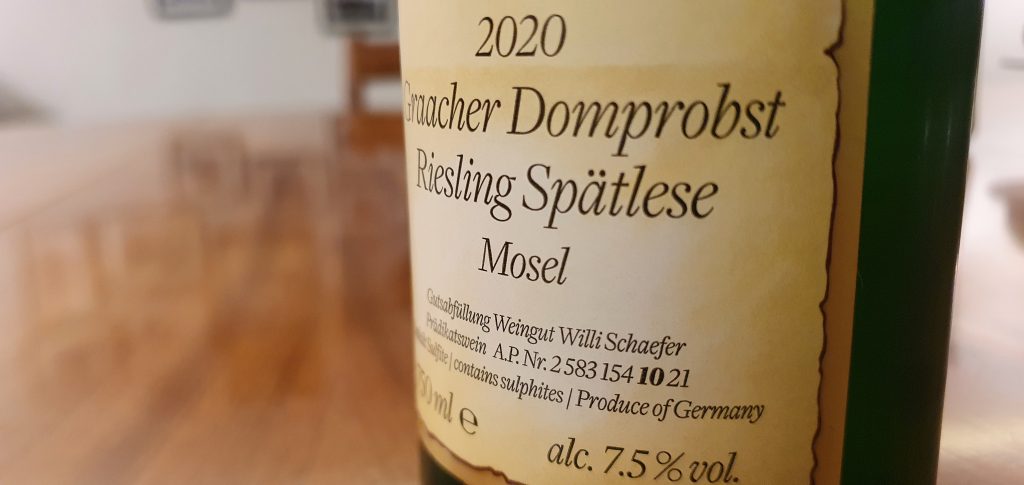 2020
Graacher Domprobst
Riesling Spätlese
Mosel
Gutsabfüllung Weingut Willi Schaefer
Prädikatswein A.P. Nr. 2 583 154 10 21
Sulfite | contains sulphites | Produce of Germany
750 ml ℮
alc. 7.5 % vol.